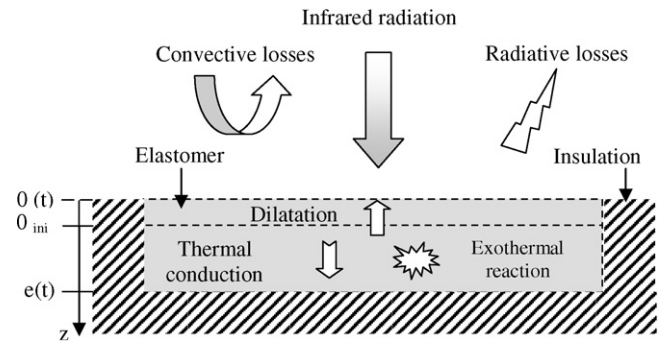 Infrared radiation
Convective losses
Radiative losses
Elastomer
Insulation
0 (t)
Dilatation
0 ini
Thermal
conduction
Exothermal
reaction
e(t)
z